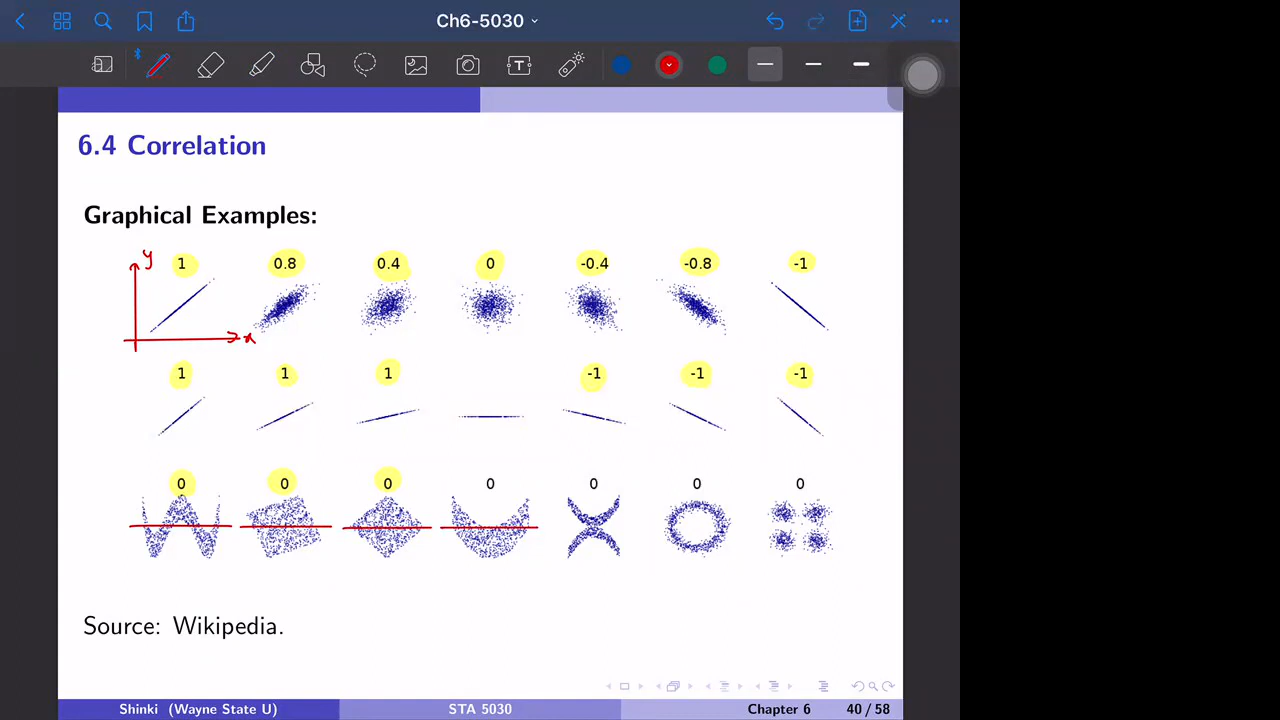 Ch6-5030
T
6.4 Correlation
Graphical Examples:
y
1 0.8 0.4 0 -0.4 -0.8 -1
x
1 1 1 -1 -1 -1
0 0 0 0 0 0 0
Source: Wikipedia.
Shinki (Wayne State U) STA 5030 Chapter 6 40 / 58